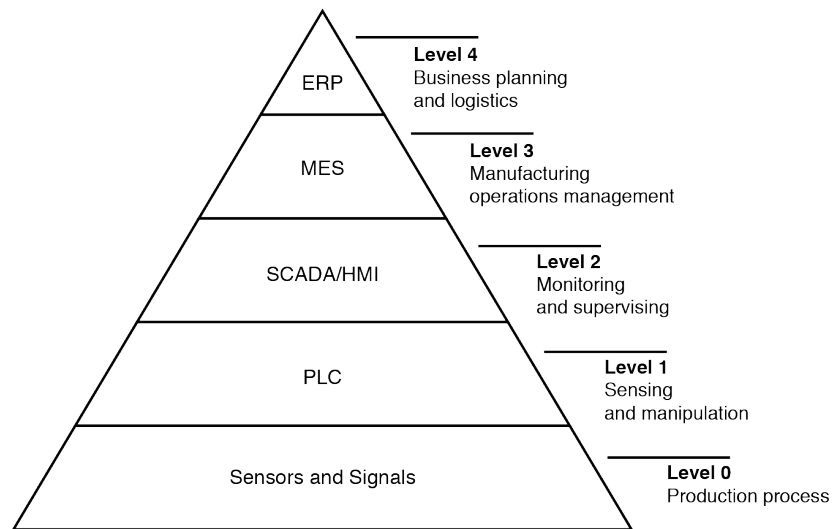 ERP
Level 4
Business planning
and logistics
MES
Level 3
Manufacturing
operations management
SCADA/HMI
Level 2
Monitoring
and supervising
PLC
Level 1
Sensing
and manipulation
Sensors and Signals
Level 0
Production process